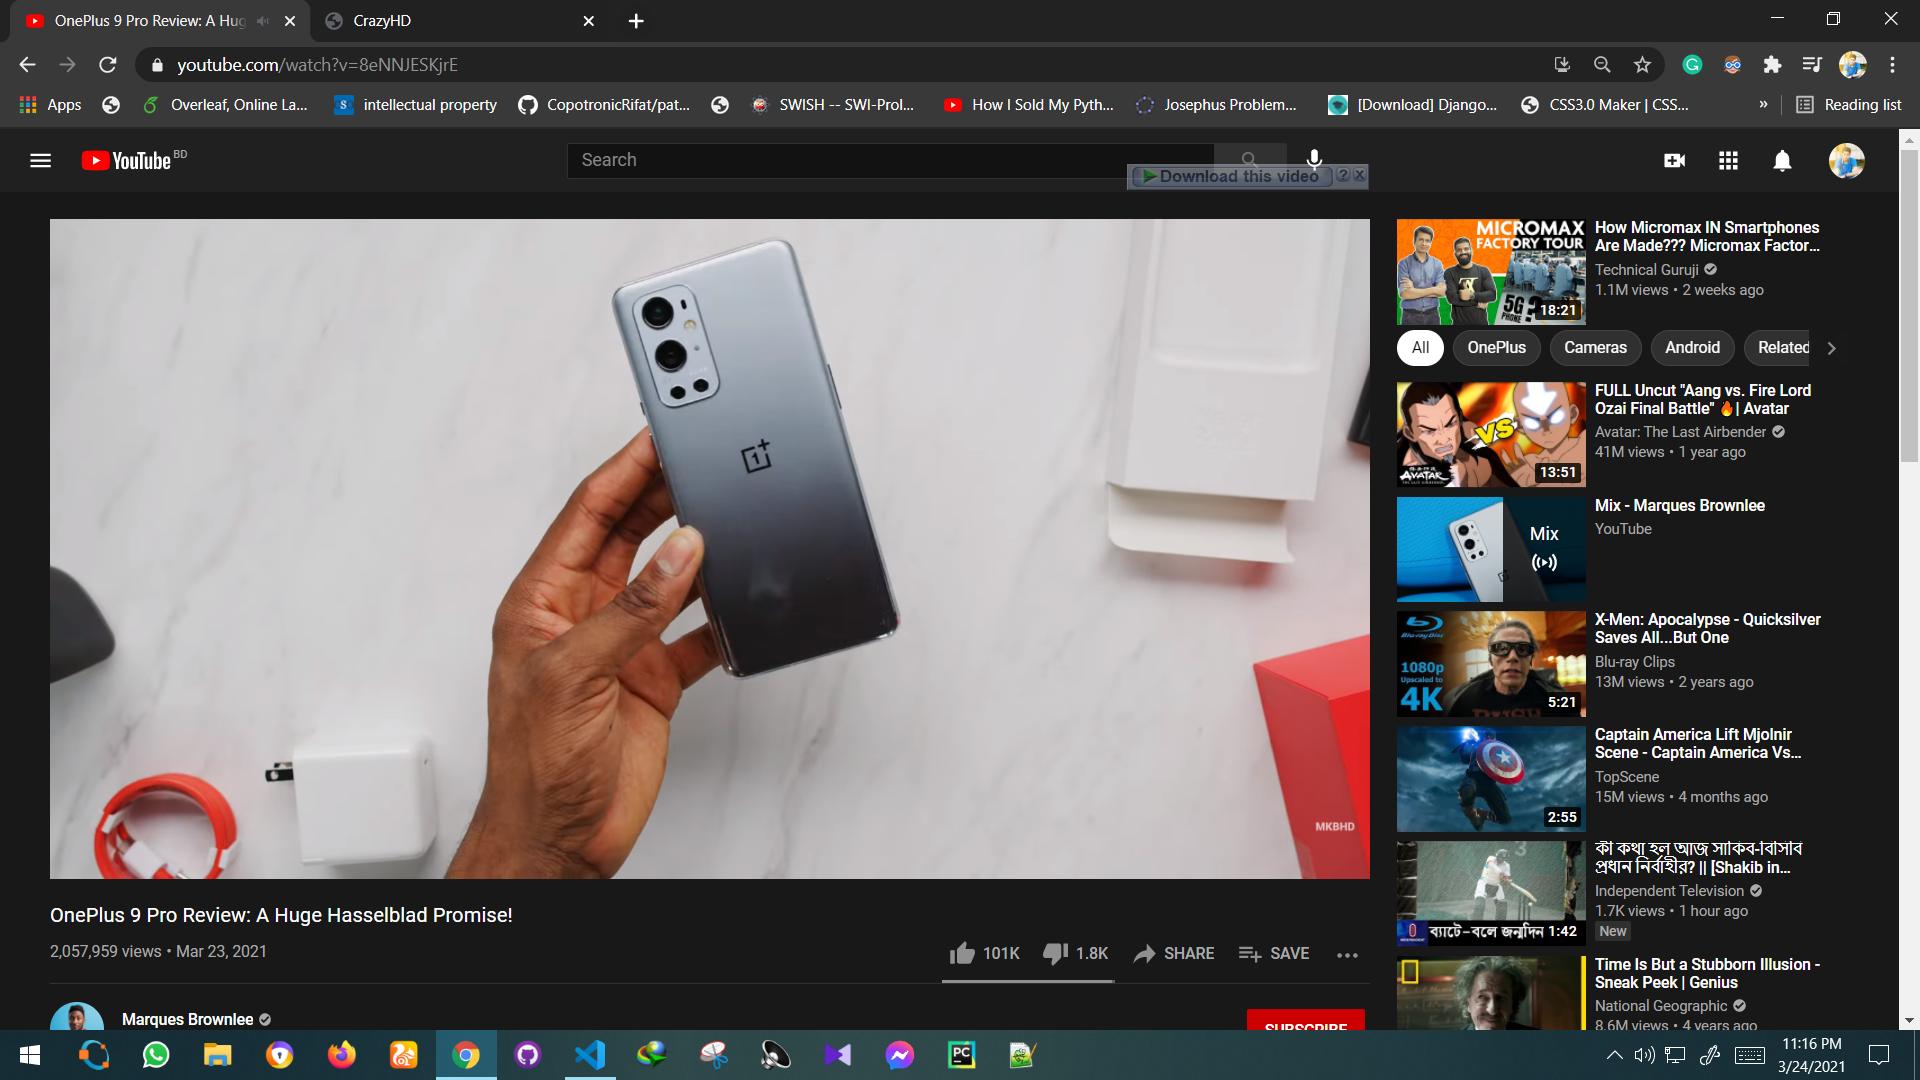 OnePlus 9 Pro Review: A Hug
CrazyHD
youtube.com/watch?v=8eNNJESKjrE
Apps
Overleaf, Online La...
intellectual property
CopotronicRifat/pat...
SWISH -- SWI-Prol...
How I Sold My Pyth...
Josephus Problem...
[Download] Django...
CSS3.0 Maker | CSS...
»
Reading list
YouTube BD
Search
Download this video ? X
MKBHD
OnePlus 9 Pro Review: A Huge Hasselblad Promise!
2,057,959 views • Mar 23, 2021
101K
1.8K
SHARE
SAVE
Marques Brownlee
SUBSCRIBE
MICROMAX
FACTORY TOUR
5G ?
PHONE
18:21
How Micromax IN Smartphones
Are Made??? Micromax Factor...
Technical Guruji
1.1M views • 2 weeks ago
All
OnePlus
Cameras
Android
Related
VS
AVATAR
13:51
FULL Uncut "Aang vs. Fire Lord
Ozai Final Battle" 🔥| Avatar
Avatar: The Last Airbender
41M views • 1 year ago
Mix
Mix - Marques Brownlee
YouTube
Blu-ray Disc
1080p
Upscaled to
4K
RUSH
5:21
X-Men: Apocalypse - Quicksilver
Saves All...But One
Blu-ray Clips
13M views • 2 years ago
2:55
Captain America Lift Mjolnir
Scene - Captain America Vs...
TopScene
15M views • 4 months ago
3
ব্যাটে-বলে জন্মদিন 1:42
কী কথা হল আজ সাকিব-বিসিবি
প্রধান নির্বাহীর? || [Shakib in...
Independent Television
1.7K views • 1 hour ago
New
Time Is But a Stubborn Illusion -
Sneak Peek | Genius
National Geographic
8.6M views • 4 years ago
PC
11:16 PM
3/24/2021